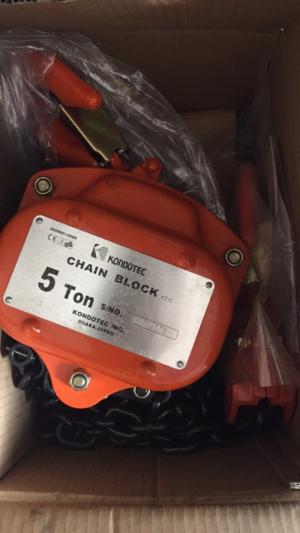 KONDOTEC
CHAIN BLOCK
5 Ton S/NO.
KONDOTEC INC.
OSAKA-JAPAN